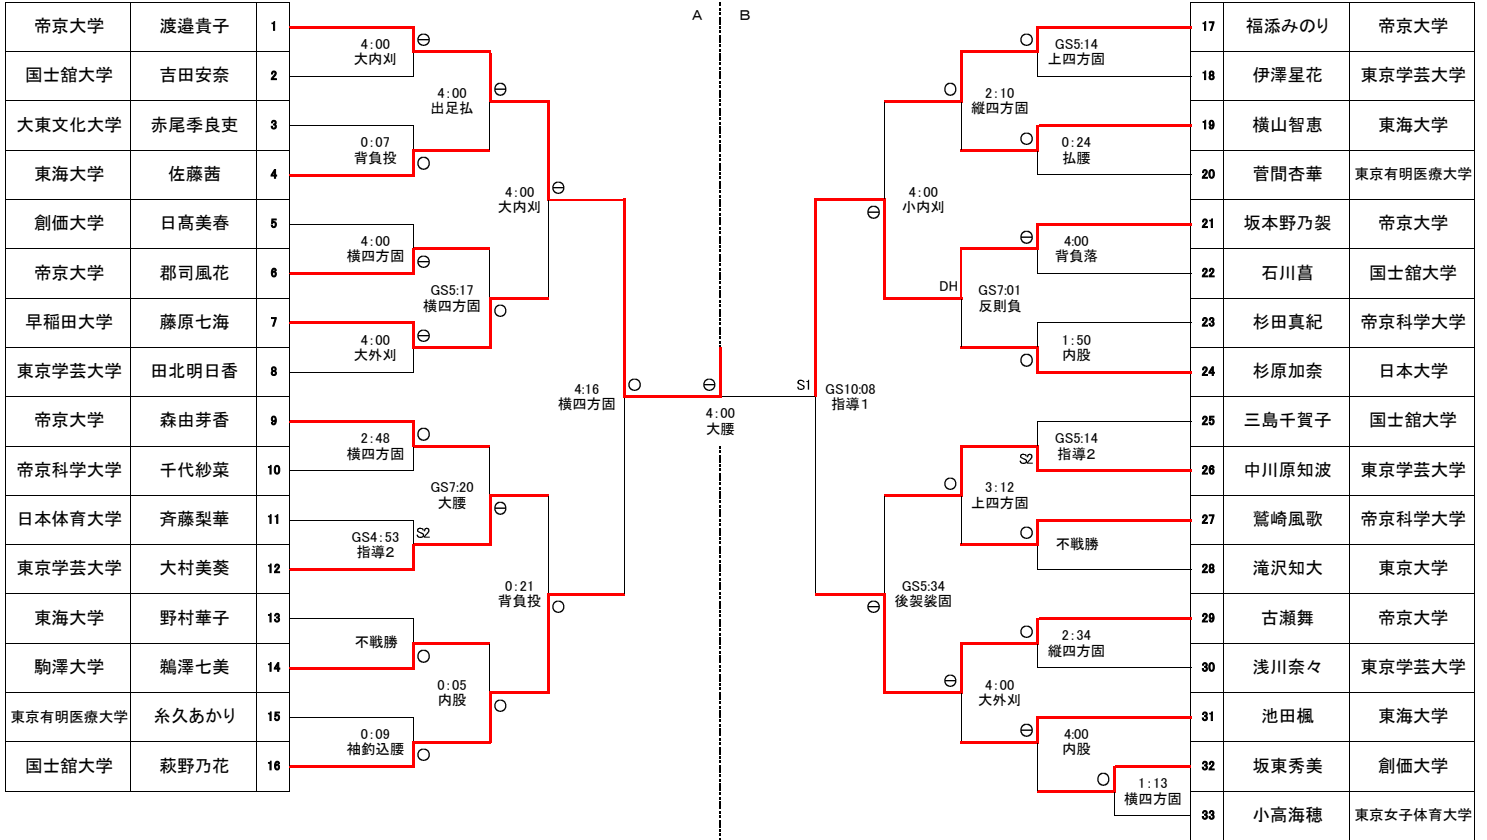 A B
帝京大学 渡邉貴子 1
国士舘大学 吉田安奈 2
大東文化大学 赤尾季良吏 3
東海大学 佐藤茜 4
創価大学 日髙美春 5
帝京大学 郡司風花 6
早稲田大学 藤原七海 7
東京学芸大学 田北明日香 8
帝京大学 森由芽香 9
帝京科学大学 千代紗菜 10
日本体育大学 斉藤梨華 11
東京学芸大学 大村美葵 12
東海大学 野村華子 13
駒澤大学 鵜澤七美 14
東京有明医療大学 糸久あかり 15
国士舘大学 萩野乃花 16
4:00
大内刈
0:07
背負投
4:00
横四方固
4:00
大外刈
2:48
横四方固
GS4:53
指導2
S2
不戦勝
0:09
袖釣込腰
4:00
出足払
GS5:17
横四方固
GS7:20
大腰
0:05
内股
4:00
大内刈
0:21
背負投
4:16
横四方固
4:00
大腰
S1
GS10:08
指導1
4:00
小内刈
GS5:34
後袈裟固
2:10
縦四方固
DH
GS7:01
反則負
3:12
上四方固
4:00
大外刈
GS5:14
上四方固
0:24
払腰
4:00
背負落
1:50
内股
GS5:14
指導2
S2
不戦勝
2:34
縦四方固
4:00
内股
1:13
横四方固
17 福添みのり 帝京大学
18 伊澤星花 東京学芸大学
19 横山智恵 東海大学
20 菅間杏華 東京有明医療大学
21 坂本野乃袈 帝京大学
22 石川菖 国士舘大学
23 杉田真紀 帝京科学大学
24 杉原加奈 日本大学
25 三島千賀子 国士舘大学
26 中川原知波 東京学芸大学
27 鷲崎風歌 帝京科学大学
28 滝沢知大 東京大学
29 古瀬舞 帝京大学
30 浅川奈々 東京学芸大学
31 池田楓 東海大学
32 坂東秀美 創価大学
33 小高海穂 東京女子体育大学